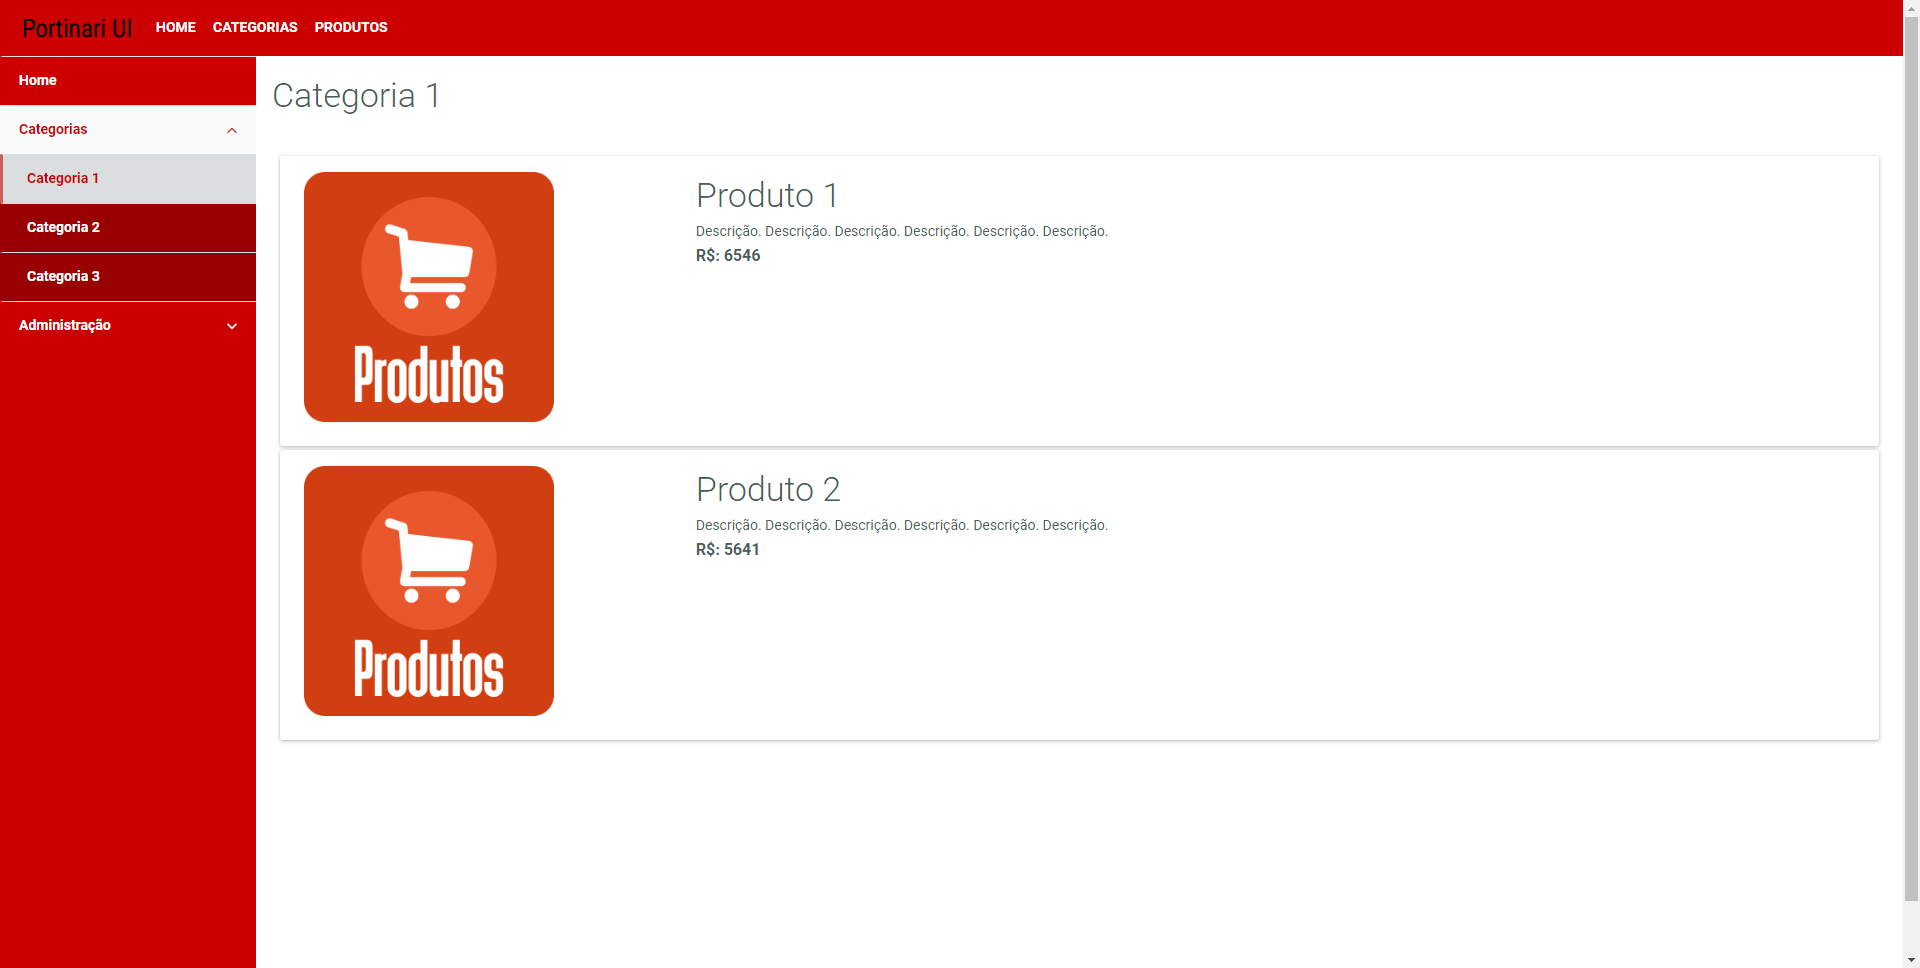 Portinari UI HOME CATEGORIAS PRODUTOS
Home
Categorias
Categoria 1
Categoria 2
Categoria 3
Administração
Categoria 1
Produtos
Produto 1
Descrição. Descrição. Descrição. Descrição. Descrição. Descrição.
R$: 6546
Produtos
Produto 2
Descrição. Descrição. Descrição. Descrição. Descrição. Descrição.
R$: 5641